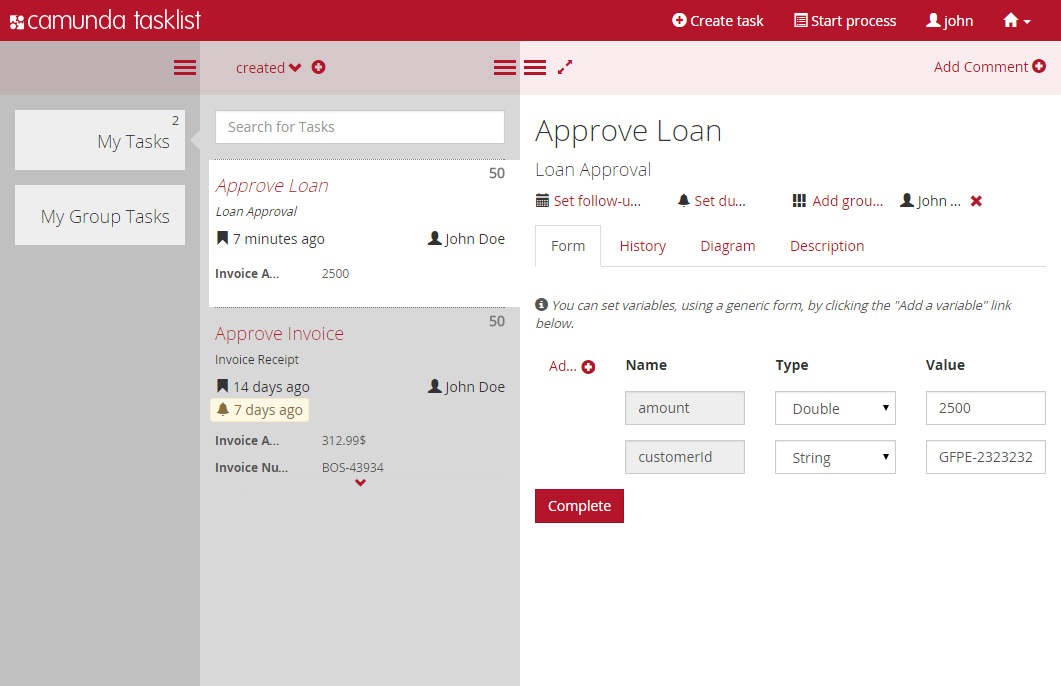 camunda tasklist
Create task
Start process
john
created
Add Comment
2
My Tasks
My Group Tasks
Search for Tasks
50
Approve Loan
Loan Approval
7 minutes ago
John Doe
Invoice A...
2500
50
Approve Invoice
Invoice Receipt
14 days ago
John Doe
7 days ago
Invoice A...
312.99$
Invoice Nu...
BOS-43934
Approve Loan
Loan Approval
Set follow-u...
Set du...
Add grou...
John ...
Form
History
Diagram
Description
You can set variables, using a generic form, by clicking the "Add a variable" link
below.
Ad...
Name
Type
Value
amount
Double
2500
customerId
String
GFPE-2323232
Complete